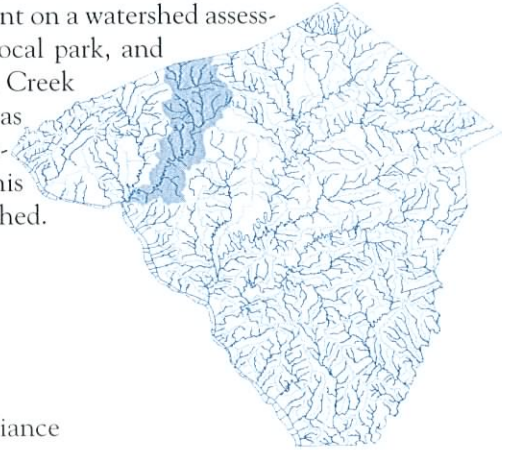 nt on a watershed assess-
ocal park, and
Creek
as
-
his
hed.
iance